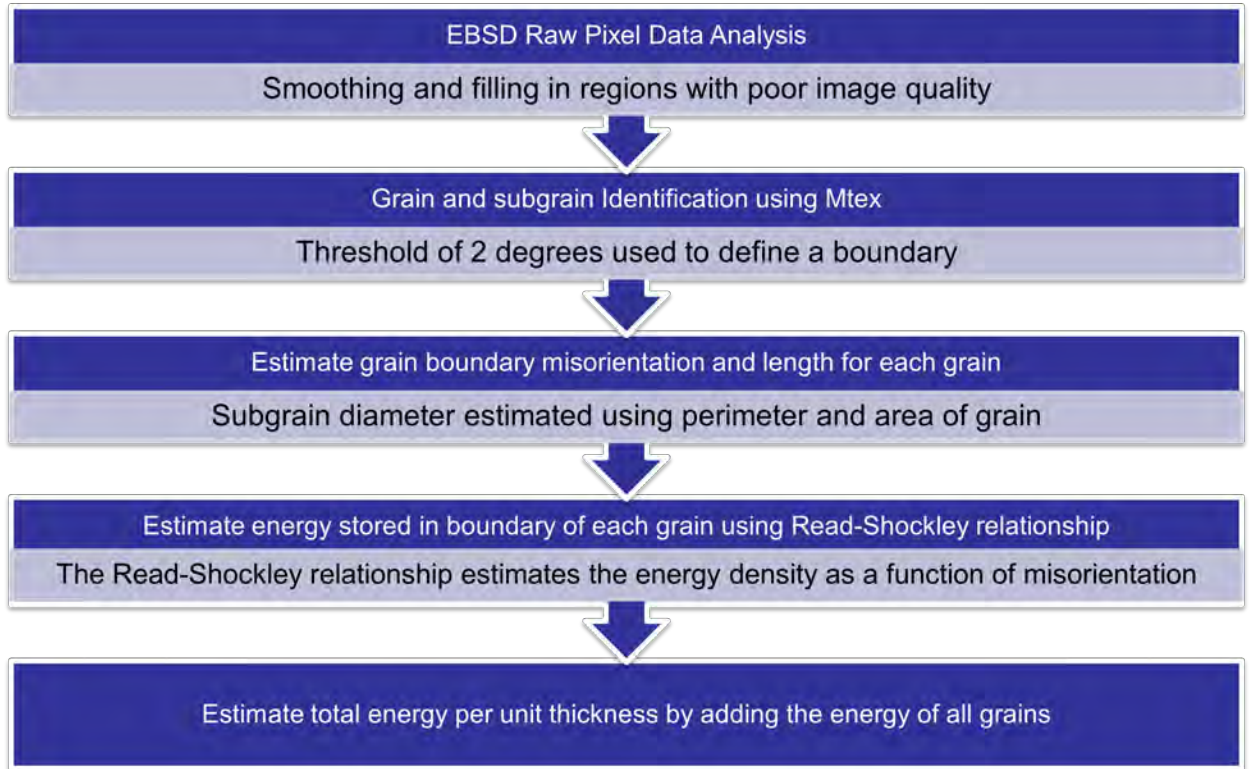 EBSD Raw Pixel Data Analysis
Smoothing and filling in regions with poor image quality
Grain and subgrain Identification using Mtex
Threshold of 2 degrees used to define a boundary
Estimate grain boundary misorientation and length for each grain
Subgrain diameter estimated using perimeter and area of grain
Estimate energy stored in boundary of each grain using Read-Shockley relationship
The Read-Shockley relationship estimates the energy density as a function of misorientation
Estimate total energy per unit thickness by adding the energy of all grains